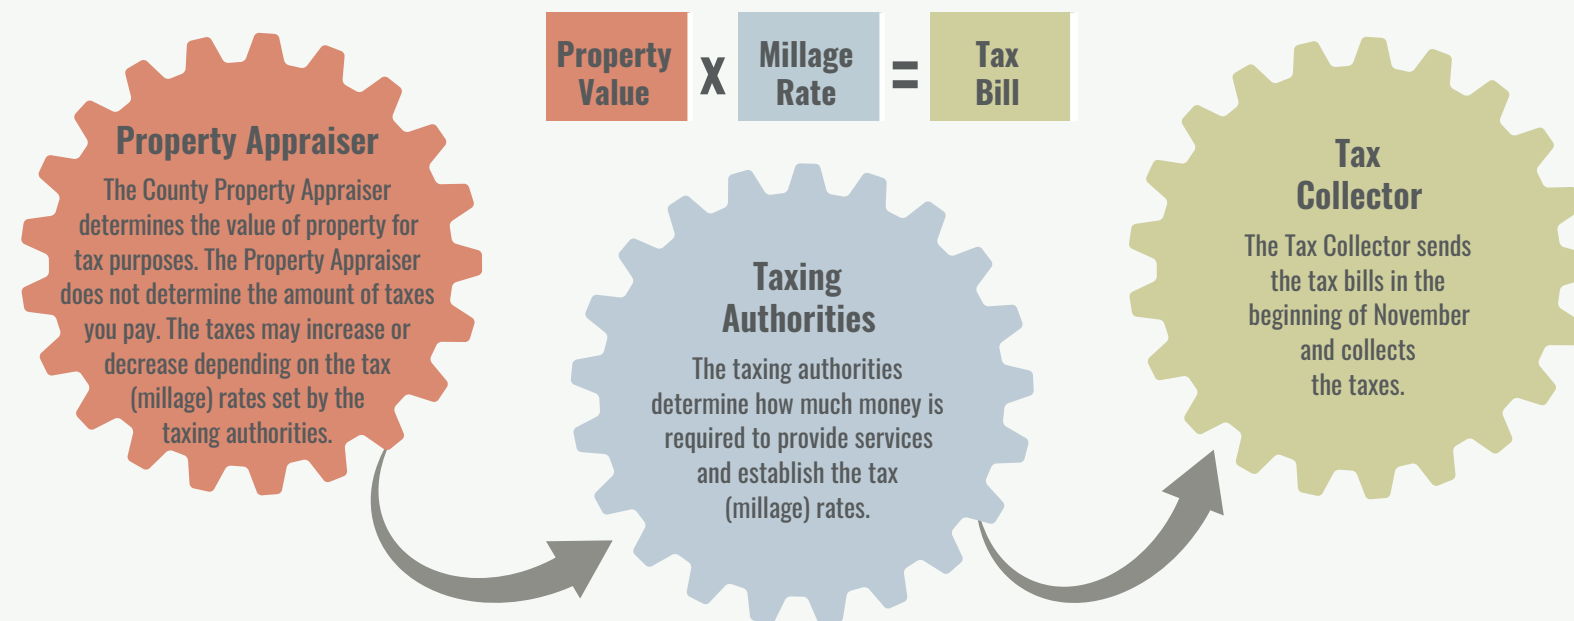 Property
Value
X
Millage
Rate
=
Tax
Bill
Property Appraiser
The County Property Appraiser
determines the value of property for
tax purposes. The Property Appraiser
does not determine the amount of taxes
you pay. The taxes may increase or
decrease depending on the tax
(millage) rates set by the
taxing authorities.
Taxing
Authorities
The taxing authorities
determine how much money is
required to provide services
and establish the tax
(millage) rates.
Tax
Collector
The Tax Collector sends
the tax bills in the
beginning of November
and collects
the taxes.